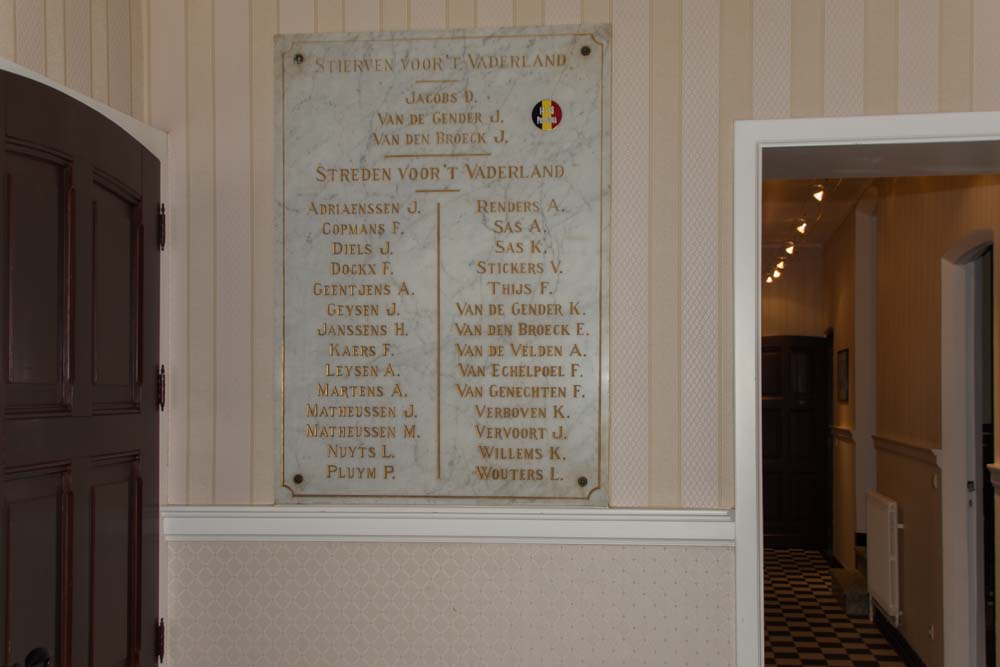 STIERVEN VOOR'T VADERLAND
JACOBS D.
VAN DE GENDER J.
VAN DEN BROECK J.
STREDEN VOOR'T VADERLAND
ADRIAENSSEN J.
COPMANS F.
DIELS J.
DOCKX F.
GEENTJENS A.
GEYSEN J.
JANSSENS H.
KAERS F.
LEYSEN A.
MARTENS A.
MATHEUSSEN J.
MATHEUSSEN M.
NUYTS L.
PLUYM P.
RENDERS A.
SAS A.
SAS K.
STICKERS V.
THIJS F.
VAN DE GENDER K.
VAN DEN BROECK E.
VAN DE VELDEN A.
VAN ECHELPOEL F.
VAN GENECHTEN F.
VERBOVEN K.
VERVOORT J.
WILLEMS K.
WOUTERS L.